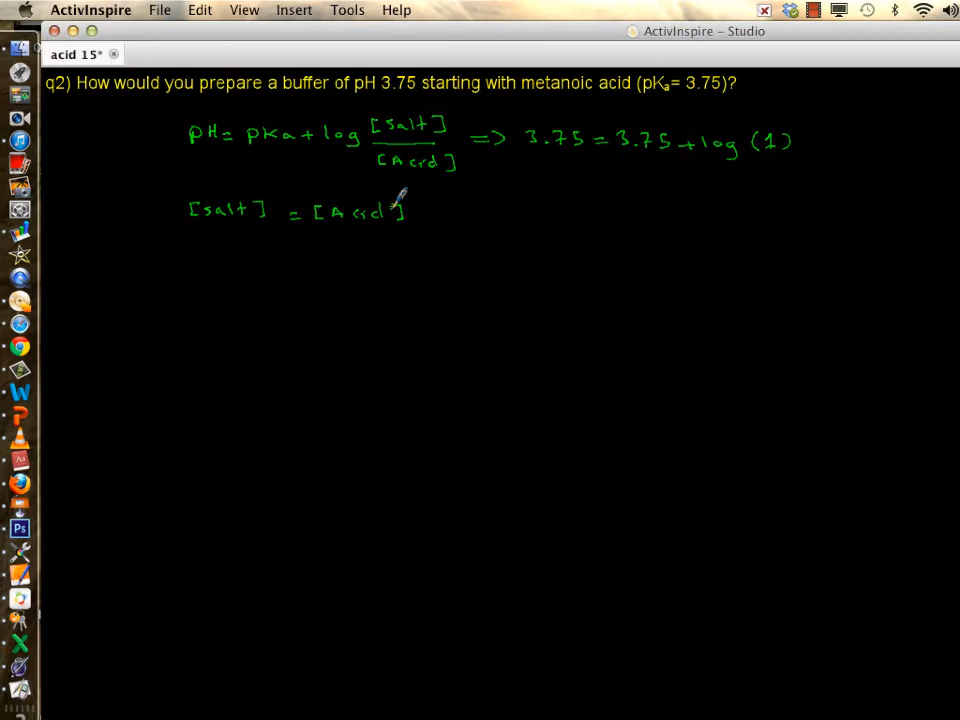 ActivInspire File Edit View Insert Tools Help
ActivInspire – Studio
acid 15*
q2) How would you prepare a buffer of pH 3.75 starting with metanoic acid (pKₐ= 3.75)?
pH = pKa + log [salt] / [Acid] => 3.75 = 3.75 + log (1)
[salt] = [Acid]
Aa
Ps